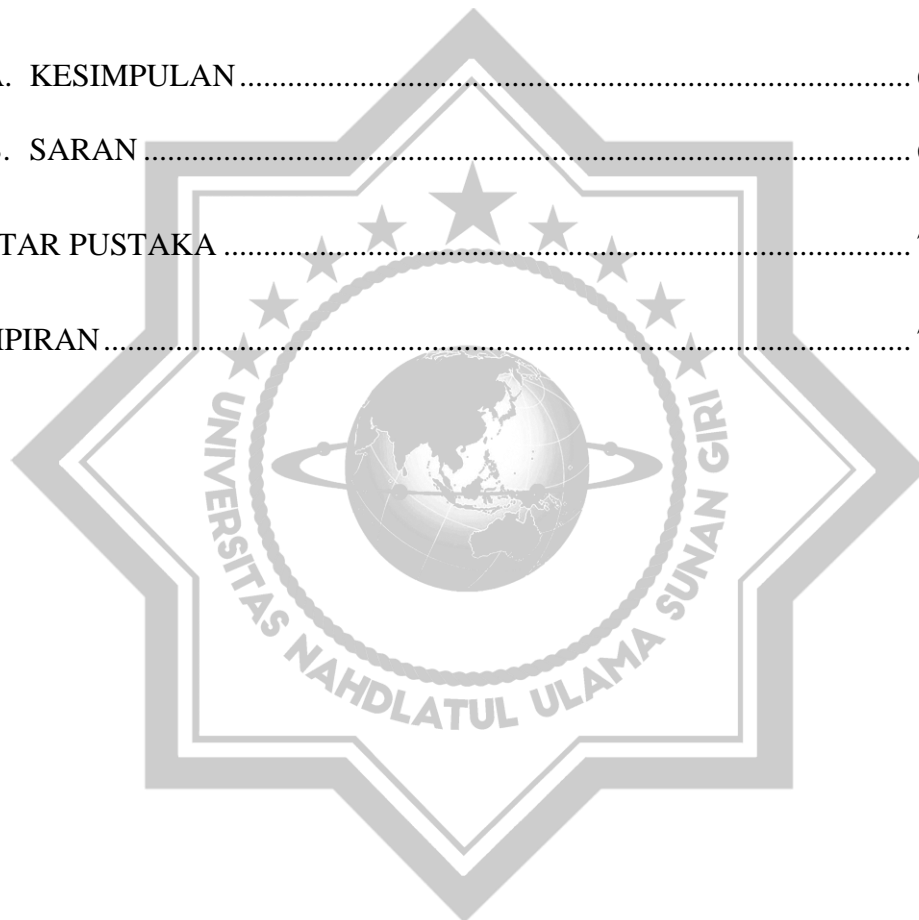 A. KESIMPULAN
SARAN
TAR PUSTAKA
PIRAN
UNIVERSITAS NAHDLATUL ULAMA SUNAN GIRI